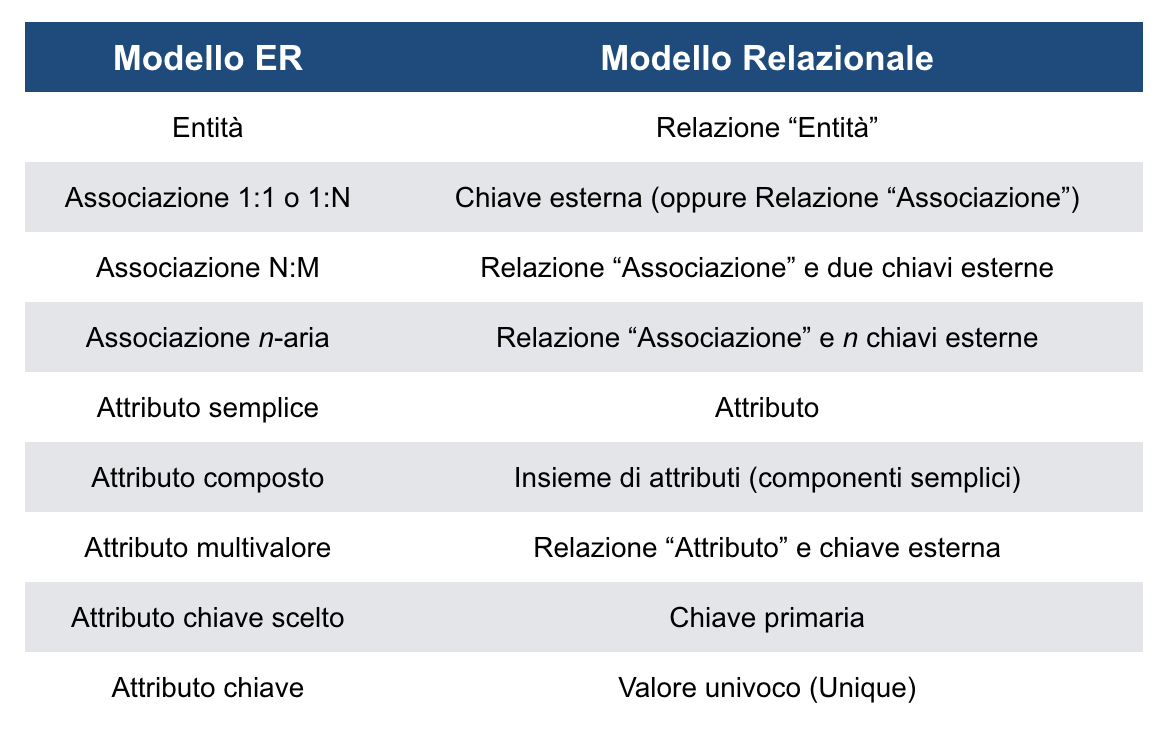 Modello ER Modello Relazionale
Entità Relazione “Entità”
Associazione 1:1 o 1:N Chiave esterna (oppure Relazione “Associazione”)
Associazione N:M Relazione “Associazione” e due chiavi esterne
Associazione n-aria Relazione “Associazione” e n chiavi esterne
Attributo semplice Attributo
Attributo composto Insieme di attributi (componenti semplici)
Attributo multivalore Relazione “Attributo” e chiave esterna
Attributo chiave scelto Chiave primaria
Attributo chiave Valore univoco (Unique)